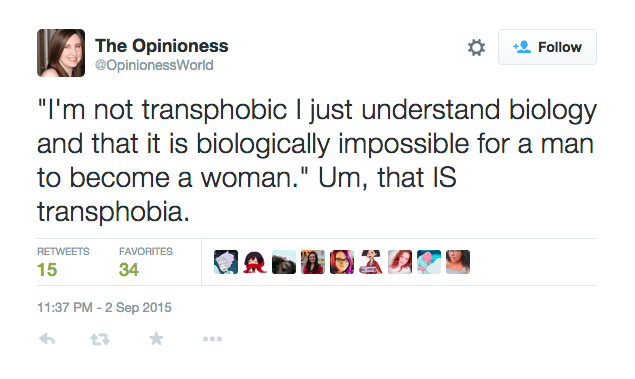 The Opinioness
@OpinionessWorld
Follow
"I'm not transphobic I just understand biology
and that it is biologically impossible for a man
to become a woman." Um, that IS
transphobia.
RETWEETS FAVORITES
15 34
11:37 PM - 2 Sep 2015